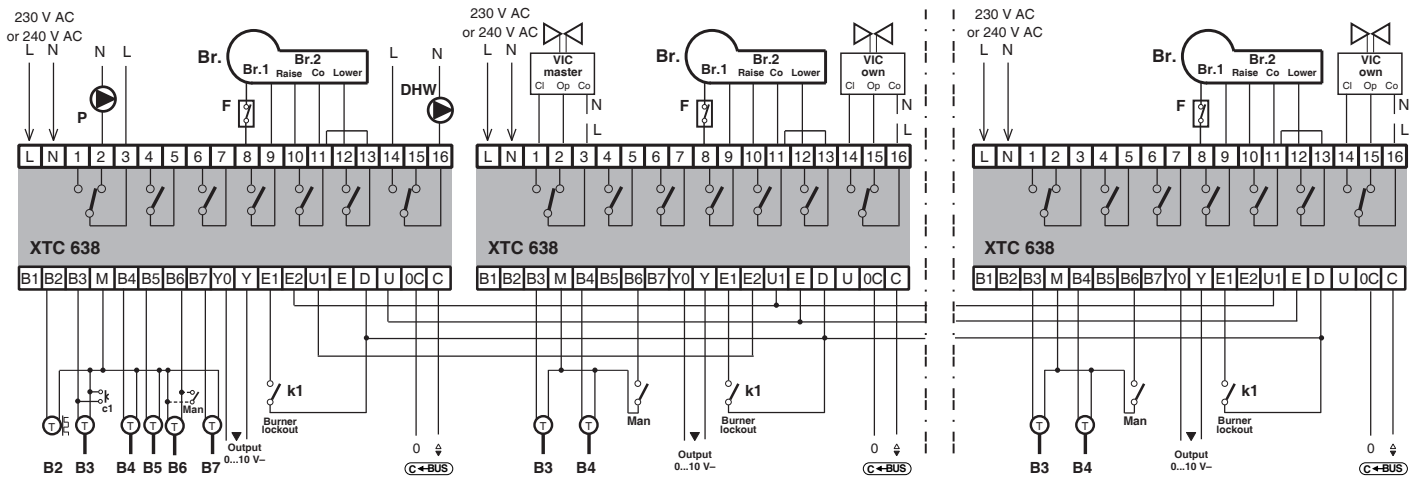 230 V AC
or 240 V AC
L N
N L
P
Br.
Br.1
Br.2
Raise Co Lower
F
L
N
DHW
L N 1 2 3 4 5 6 7 8 9 10 11 12 13 14 15 16
XTC 638
B1 B2 B3 M B4 B5 B6 B7 Y0 Y E1 E2 U1 E D U 0C C
c1
Man
k1
Burner
lockout
T T T T T T
Output
0...10 V–
0
B2 B3 B4 B5 B6 B7
C BUS
230 V AC
or 240 V AC
L N
VIC
master
Cl Op Co
N
L
Br.
Br.1
Br.2
Raise Co Lower
F
VIC
own
Cl Op Co
N
L
L N 1 2 3 4 5 6 7 8 9 10 11 12 13 14 15 16
XTC 638
B1 B2 B3 M B4 B5 B6 B7 Y0 Y E1 E2 U1 E D U 0C C
T T
Man
k1
Burner
lockout
Output
0...10 V–
0
B3 B4
C BUS
230 V AC
or 240 V AC
L N
Br.
Br.1
Br.2
Raise Co Lower
F
VIC
own
Cl Op Co
N
L
L N 1 2 3 4 5 6 7 8 9 10 11 12 13 14 15 16
XTC 638
B1 B2 B3 M B4 B5 B6 B7 Y0 Y E1 E2 U1 E D U 0C C
T T
Man
k1
Burner
lockout
Output
0...10 V–
0
B3 B4
C BUS